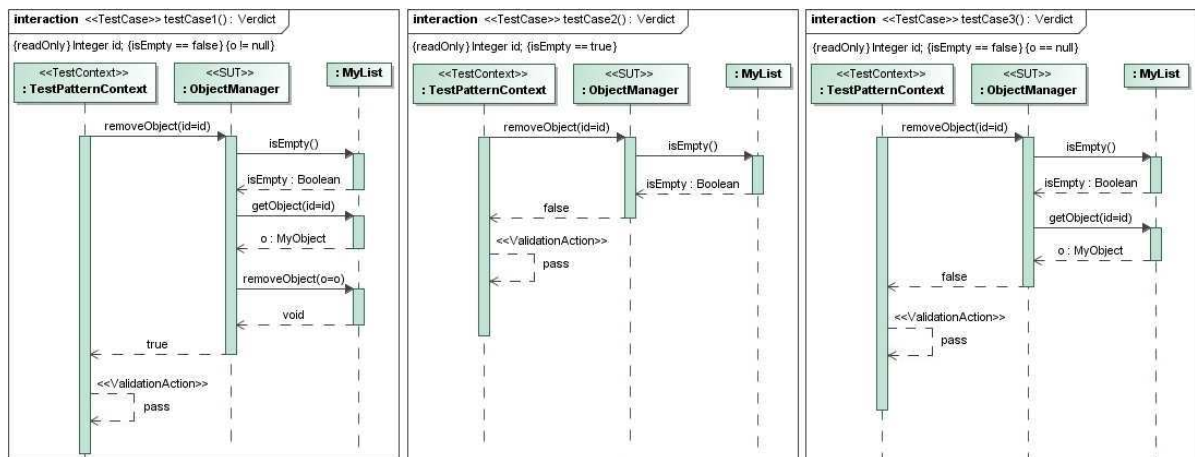 interaction <<TestCase>> testCase1() : Verdict
{readOnly} Integer id; {isEmpty == false} {o != null}
<<TestContext>>
: TestPatternContext
<<SUT>>
: ObjectManager
: MyList
removeObject(id=id)
isEmpty()
isEmpty : Boolean
getObject(id=id)
o : MyObject
removeObject(o=o)
void
true
<<ValidationAction>>
pass
interaction <<TestCase>> testCase2() : Verdict
{readOnly} Integer id; {isEmpty == true}
<<TestContext>>
: TestPatternContext
<<SUT>>
: ObjectManager
: MyList
removeObject(id=id)
isEmpty()
isEmpty : Boolean
false
<<ValidationAction>>
pass
interaction <<TestCase>> testCase3() : Verdict
{readOnly} Integer id; {isEmpty == false} {o == null}
<<TestContext>>
: TestPatternContext
<<SUT>>
: ObjectManager
: MyList
removeObject(id=id)
isEmpty()
isEmpty : Boolean
getObject(id=id)
o : MyObject
false
<<ValidationAction>>
pass